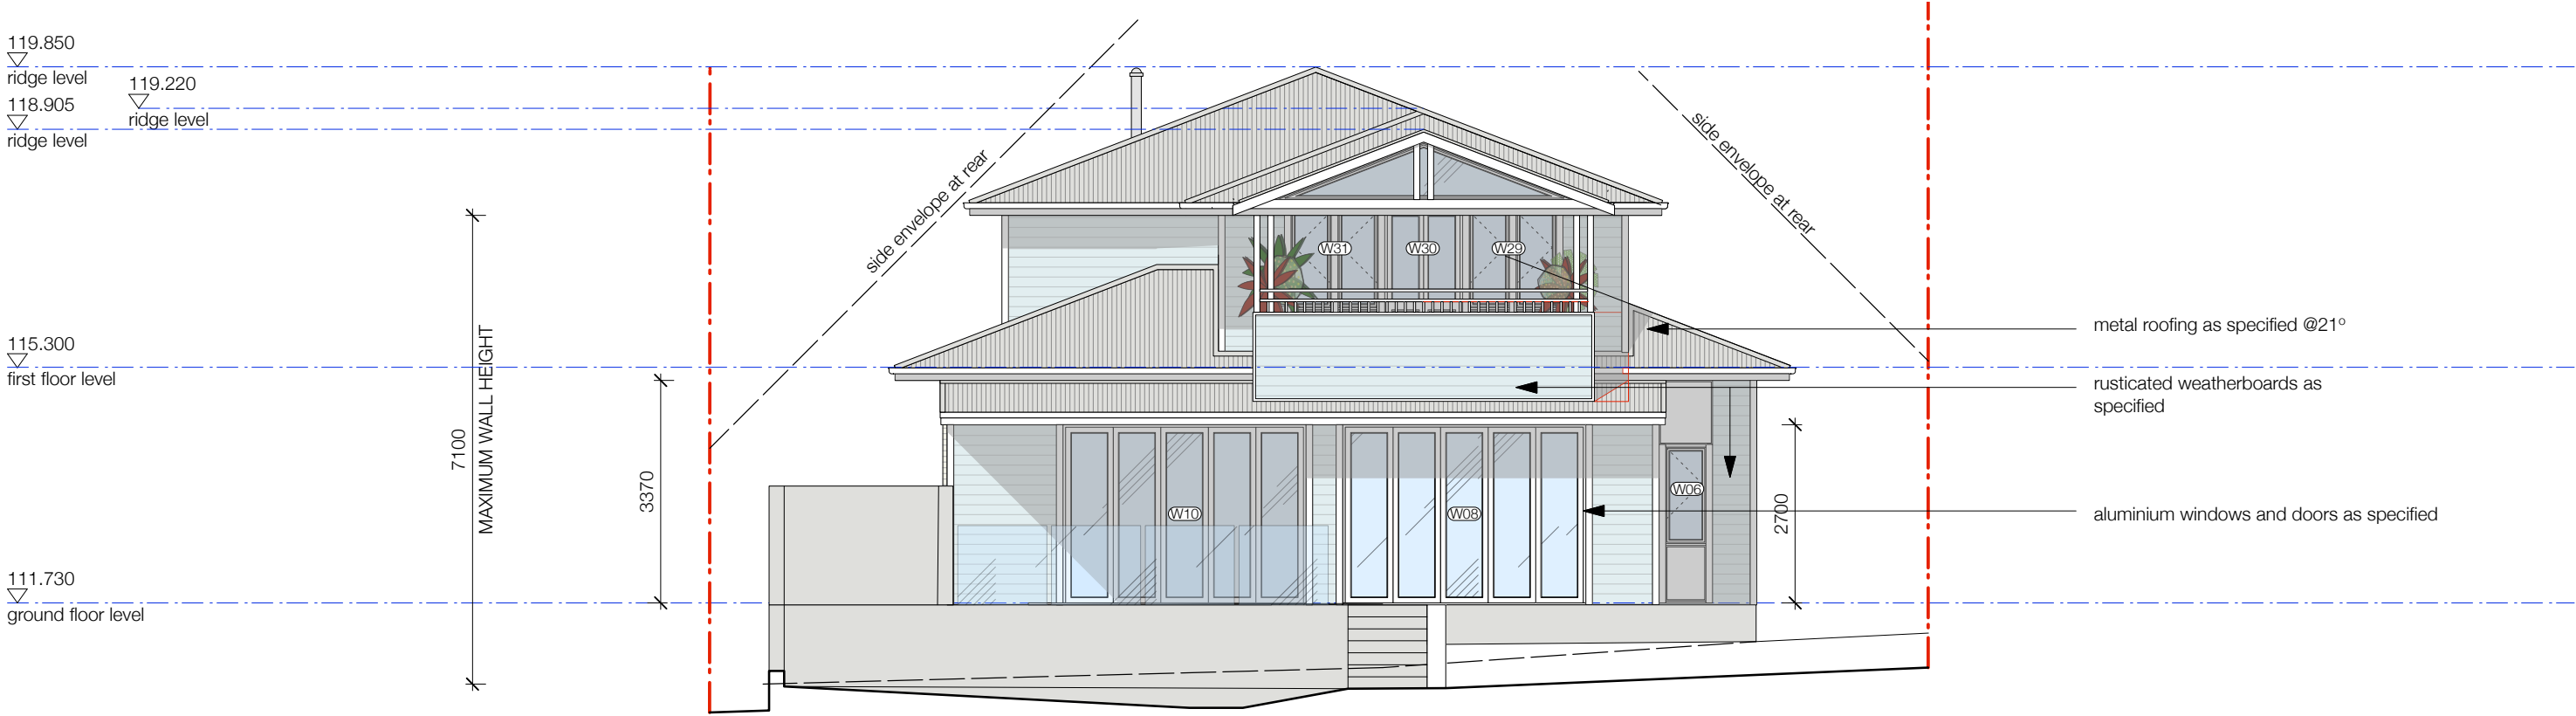 119.850
ridge level
119.220
ridge level
118.905
ridge level
side envelope at rear
side envelope at rear
W31
W30
W29
7100
MAXIMUM WALL HEIGHT
115.300
first floor level
metal roofing as specified @21º
rusticated weatherboards as
specified
3370
2700
W10
W08
W06
aluminium windows and doors as specified
111.730
ground floor level